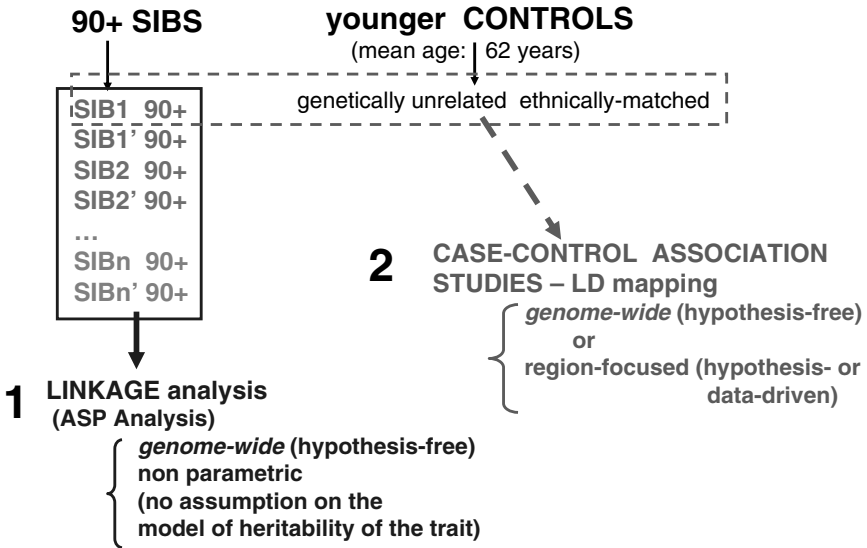 90+ SIBS
younger CONTROLS
(mean age: 62 years)
genetically unrelated ethnically-matched
SIB1 90+
SIB1’ 90+
SIB2 90+
SIB2’ 90+
…
SIBn 90+
SIBn’ 90+
2 CASE-CONTROL ASSOCIATION
STUDIES – LD mapping
genome-wide (hypothesis-free)
or
region-focused (hypothesis- or
data-driven)
1 LINKAGE analysis
(ASP Analysis)
genome-wide (hypothesis-free)
non parametric
(no assumption on the
model of heritability of the trait)